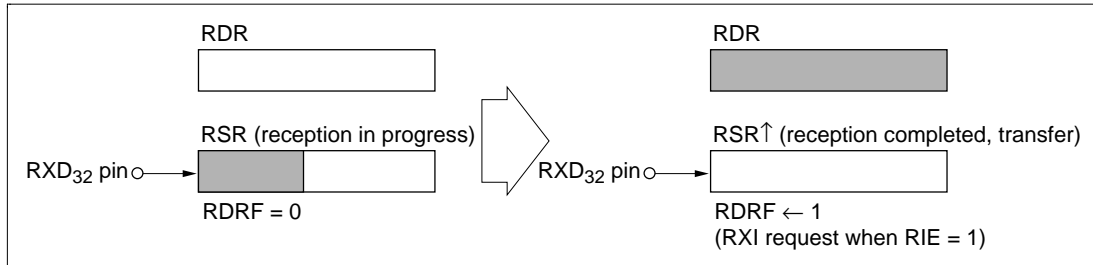 RDR
RSR (reception in progress)
RXD32 pin
RDRF = 0
RDR
RSR↑ (reception completed, transfer)
RXD32 pin
RDRF ← 1
(RXI request when RIE = 1)